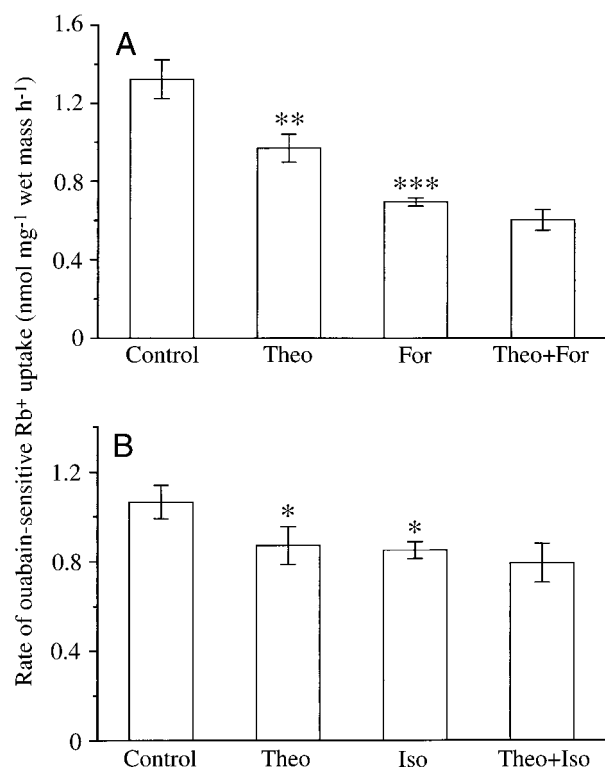 Rate of ouabain-sensitive Rb+ uptake (nmol mg-1 wet mass h-1)
A
1.6
1.2
0.8
0.4
0
**
***
Control Theo For Theo+For
B
1.2
0.8
0.4
0
* *
Control Theo Iso Theo+Iso